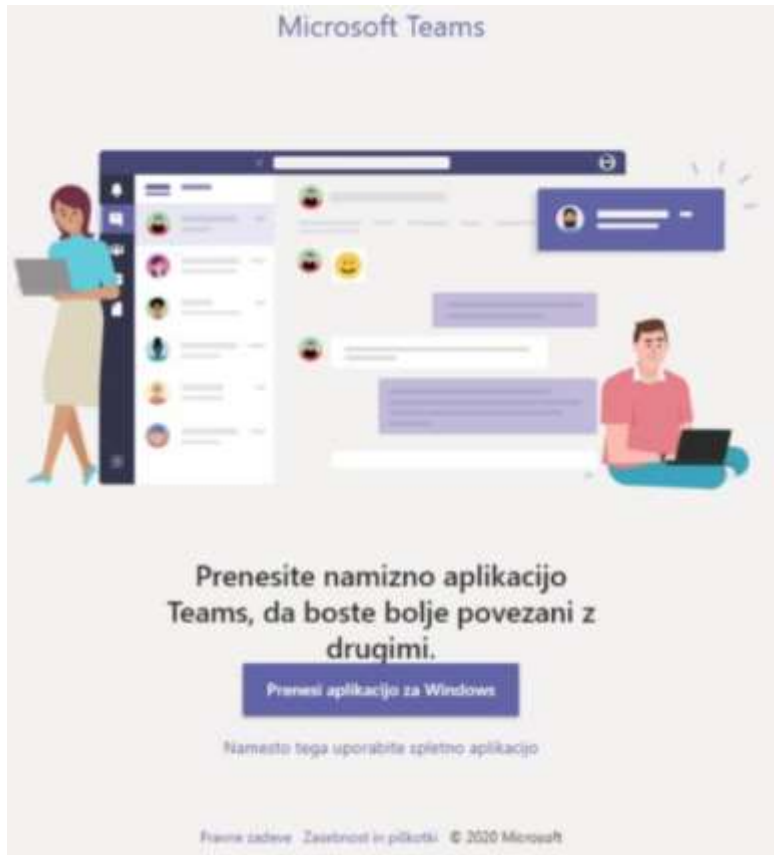 Microsoft Teams
Prenesite namizno aplikacijo
Teams, da boste bolje povezani z
drugimi.
Prenesi aplikacijo za Windows
Namesto tega uporabite spletno aplikacijo
Pravne zadeve Zasebnost in piškotki © 2020 Microsoft